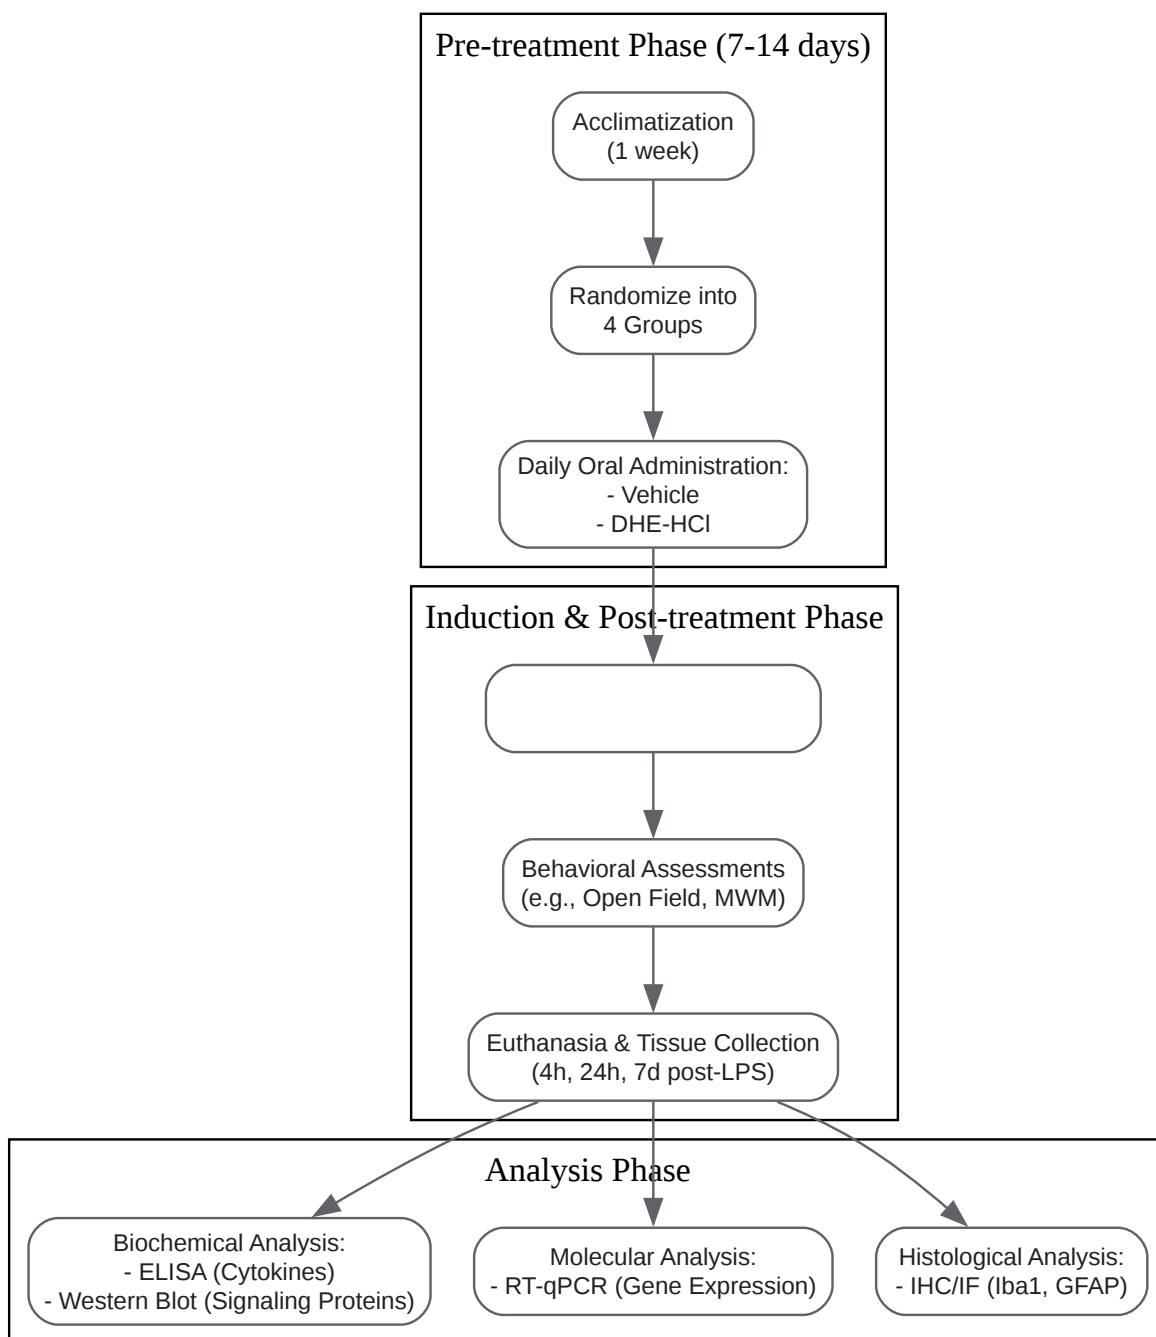 Pre-treatment Phase (7-14 days)
Acclimatization
(1 week)
Randomize into
4 Groups
Daily Oral Administration:
- Vehicle
- DHE-HCl
Induction & Post-treatment Phase
Behavioral Assessments
(e.g., Open Field, MWM)
Euthanasia & Tissue Collection
(4h, 24h, 7d post-LPS)
Analysis Phase
Biochemical Analysis:
- ELISA (Cytokines)
- Western Blot (Signaling Proteins)
Molecular Analysis:
- RT-qPCR (Gene Expression)
Histological Analysis:
- IHC/IF (Iba1, GFAP)